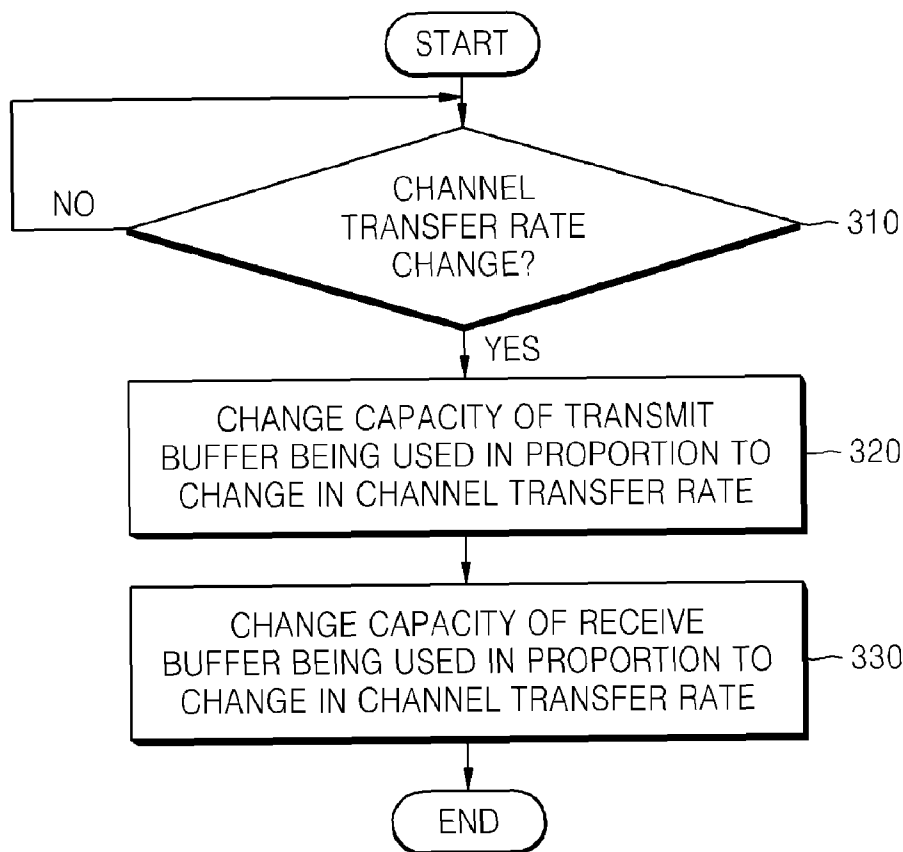 START
CHANNEL
TRANSFER RATE
CHANGE?
310
NO
YES
CHANGE CAPACITY OF TRANSMIT
BUFFER BEING USED IN PROPORTION TO
CHANGE IN CHANNEL TRANSFER RATE
320
CHANGE CAPACITY OF RECEIVE
BUFFER BEING USED IN PROPORTION TO
CHANGE IN CHANNEL TRANSFER RATE
330
END